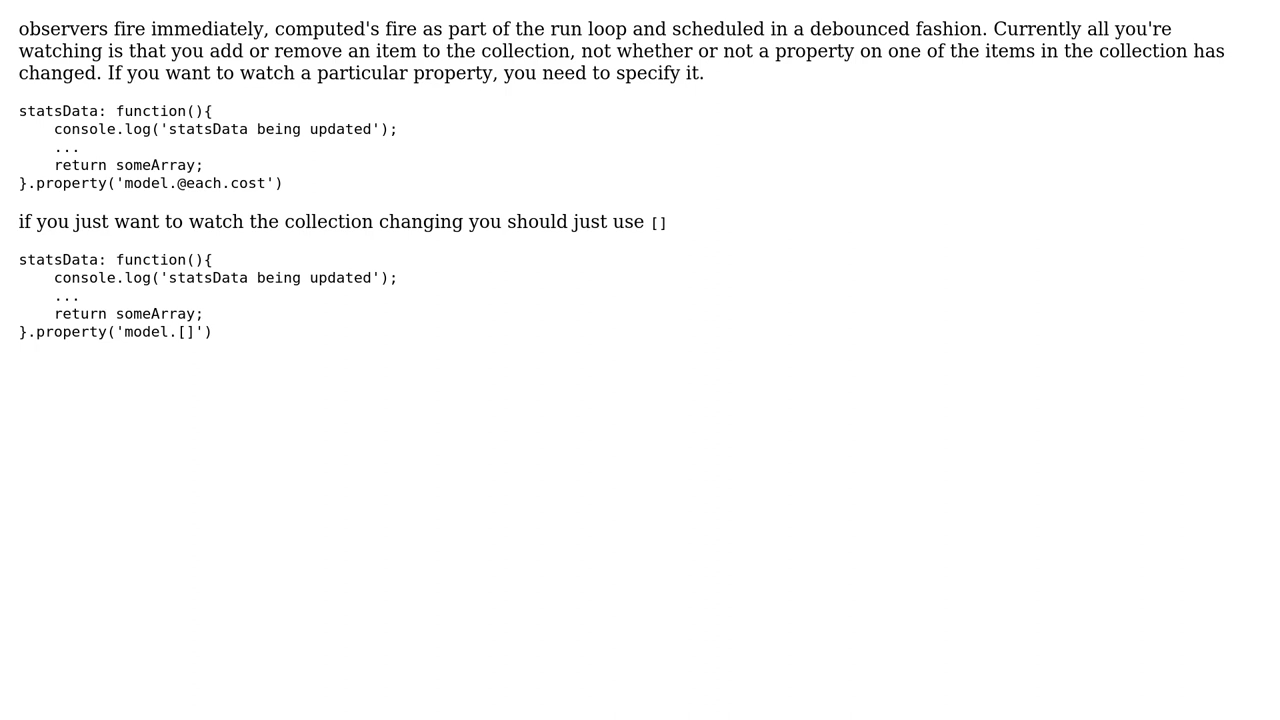 observers fire immediately, computed's fire as part of the run loop and scheduled in a debounced fashion. Currently all you're
watching is that you add or remove an item to the collection, not whether or not a property on one of the items in the collection has
changed. If you want to watch a particular property, you need to specify it.
statsData: function(){
    console.log('statsData being updated');
    ...
    return someArray;
}.property('model.@each.cost')
if you just want to watch the collection changing you should just use []
statsData: function(){
    console.log('statsData being updated');
    ...
    return someArray;
}.property('model.[]')